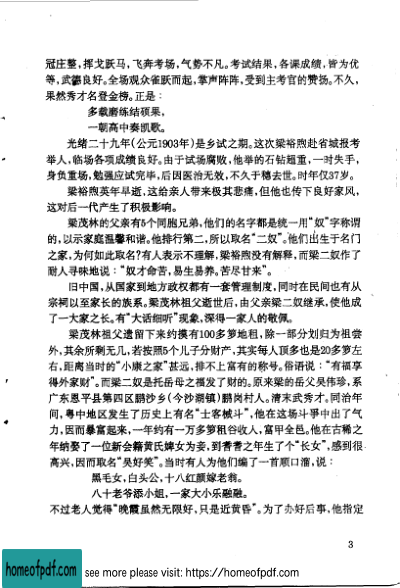 冠庄整，挥戈跃马，飞奔考场，气势不凡。考试结果，各课成绩，皆为优
等，武德良好。全场观众雀跃而起，掌声阵阵，受到主考官的赞扬。不久，
果然秀才名登金榜。正是：
多载磨练结硕果，
一朝高中奏凯歌。
光绪二十九年(公元1903年)是乡试之期。这次梁裕煦赴省城报考
举人，临场各项成绩良好。由于试场腐败，他举的石钻超重，一时失手，
身负重场，勉强应试完毕，后因医治无效，不久于穗去世。时年仅37岁。
梁裕煦英年早逝，这给亲人带来极其悲痛，但他也传下良好家风，
这对后一代产生了积极影响。
梁茂林的父亲有5个同胞兄弟，他们的名字都是统一用"奴"字称谓
的，以示家庭温馨和谐。他排行第二，所以取名"二奴"。他们出生于名门
之家，为何如此取名?有人表示不理解，梁裕煦没有解释，而梁二奴作了
耐人寻味地说："奴才命苦，易生易养。苦尽甘来"。
旧中国，从国家到地方政权都有一套管理制度，同时在民间也有从
宗祠以至家长的族系。梁茂林祖父逝世后，由父亲梁二奴继承，使他成
了一大家之长。有"大话细听"现象，深得一家人的敬佩。
梁茂林祖父遗留下来约摸有100多箩地租，除一部分划归为祖尝
外，其余所剩无几，若按照5个儿子分财产，其实每人顶多也是20多箩左
右，距离当时的"小康之家"甚远，排不上富有的称号。俗语说："有福享
得外家财"。而梁二奴是托岳母之福发了财的。原来梁的岳父吴伟珍，系
广东恩平县第四区鹏沙乡(今沙湖镇)鹏岗村人。清末武秀才。同治年
间，粤中地区发生了历史上有名"士客械斗"，他在这场斗爭中出了气
力，因而暴富起来，一年约有一万多箩租谷收入，富甲全邑。他在古稀之
年纳娶了一位新会籍黄氏婢女为妾，到耆耆之年生了个"长女"，感到很
高兴，因而取名"吴好笑"。当时有人为他们编了一首顺口溜，说：
黑毛女，白头公，十八红颜嫁老翁。
八十老爷添小姐，一家大小乐融融。
不过老人觉得"晚霞虽然无限好，只是近黄昏"。为了办好后事，他指定
3
homeofpdf.com
see more please visit: https://homeofpdf.com